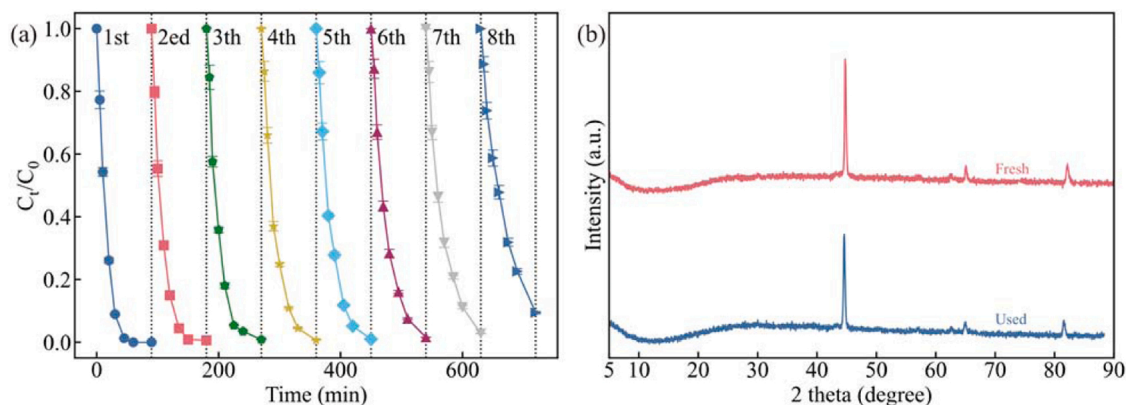 (a)
1st 2ed 3th 4th 5th 6th 7th 8th
1.0
0.8
0.6
0.4
0.2
0.0
Cₜ/C₀
0 200 400 600
Time (min)
(b)
Intensity (a.u.)
Fresh
Used
5 10 20 30 40 50 60 70 80 90
2 theta (degree)